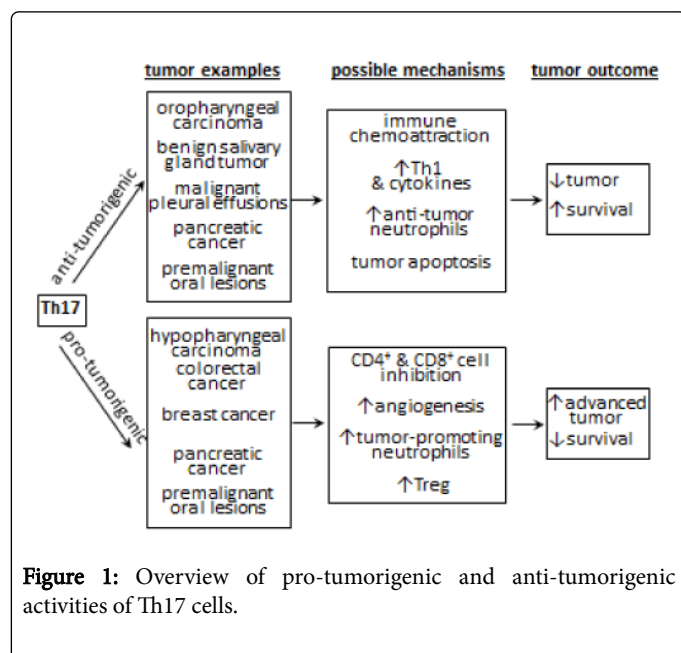 tumor examples
possible mechanisms
tumor outcome
anti-tumorigenic
oropharyngeal
carcinoma
benign salivary
gland tumor
malignant
pleural effusions
pancreatic
cancer
premalignant
oral lesions
immune
chemoattraction
↑Th1
& cytokines
↑anti-tumor
neutrophils
tumor apoptosis
↓tumor
↑survival
Th17
pro-tumorigenic
hypopharyngeal
carcinoma
colorectal
cancer
breast cancer
pancreatic
cancer
premalignant
oral lesions
CD4⁺ & CD8⁺ cell
inhibition
↑angiogenesis
↑tumor-promoting
neutrophils
↑Treg
↑advanced
tumor
↓survival
Figure 1: Overview of pro-tumorigenic and anti-tumorigenic
activities of Th17 cells.